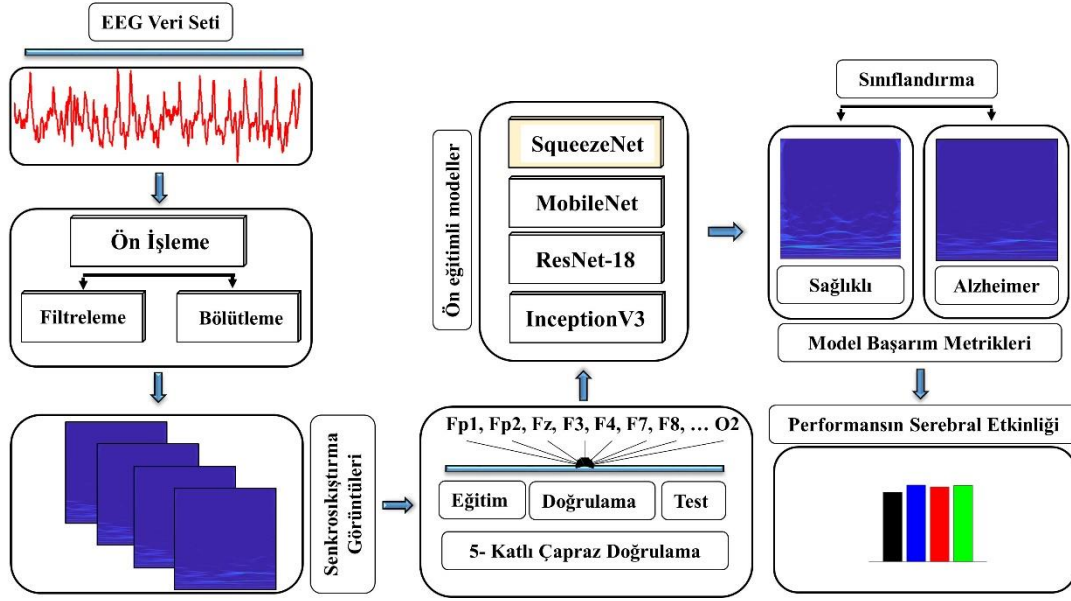 EEG Veri Seti
Ön İşleme
Filtreleme
Bölütleme
Senkrosıkıştırma
Görüntüleri
Fp1, Fp2, Fz, F3, F4, F7, F8, … O2
Eğitim
Doğrulama
Test
5- Katlı Çapraz Doğrulama
Ön eğitimli modeller
SqueezeNet
MobileNet
ResNet-18
InceptionV3
Sınıflandırma
Sağlıklı
Alzheimer
Model Başarım Metrikleri
Performansın Serebral Etkinliği